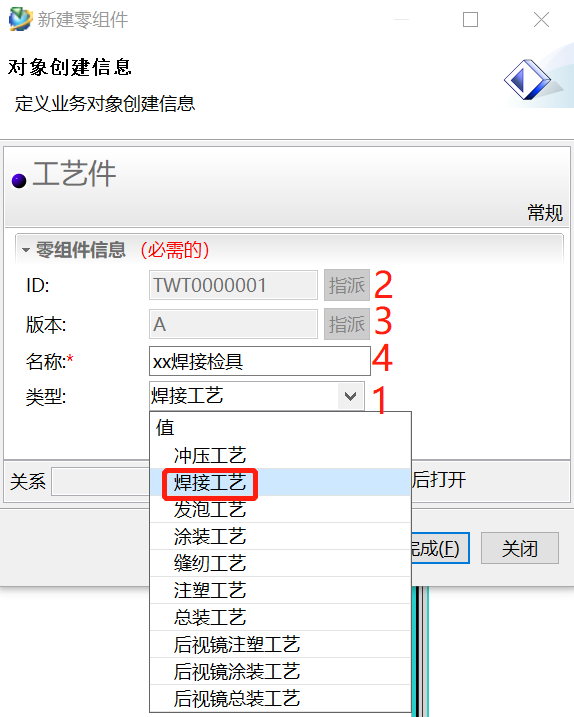 新建零组件
对象创建信息
定义业务对象创建信息
工艺件
常规
零组件信息 (必需的)
ID: TWT0000001 指派 2
版本: A 指派 3
名称:* xx焊接检具 4
类型: 焊接工艺 1
值
冲压工艺
焊接工艺
发泡工艺
涂装工艺
缝纫工艺
注塑工艺
总装工艺
后视镜注塑工艺
后视镜涂装工艺
后视镜总装工艺
关系 后打开
完成(F) 关闭